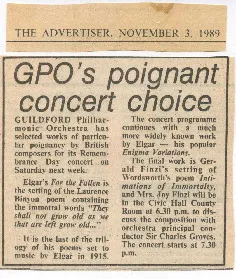 THE ADVERTISER, NOVEMBER 3, 1989
GPO's poignant
concert choice
GUILDFORD Philhar-
monic Orchestra has
selected works of particu-
lar poignancy by British
composers for its Remem-
brance Day concert on
Saturday next week.
Elgar's For the Fallen is
the setting of the Laurence
Binyon poem containing
the immortal words "They
shall not grow old as we
that are left grow old..."
It is the last of the tril-
ogy of his poems set to
music by Elgar in 1915.
The concert programme
continues with a much
more widely known work
by Elgar — his popular
Enigma Variations.
The final work is Ger-
ald Finzi's setting of
Wordsworth's poem Inti-
mations of Immortality,
and Mrs. Joy Finzi will be
in the Civic Hall County
Room at 6.30 p.m. to dis-
cuss the composition with
orchestra principal con-
ductor Sir Charles Groves.
The concert starts at 7.30
p.m.